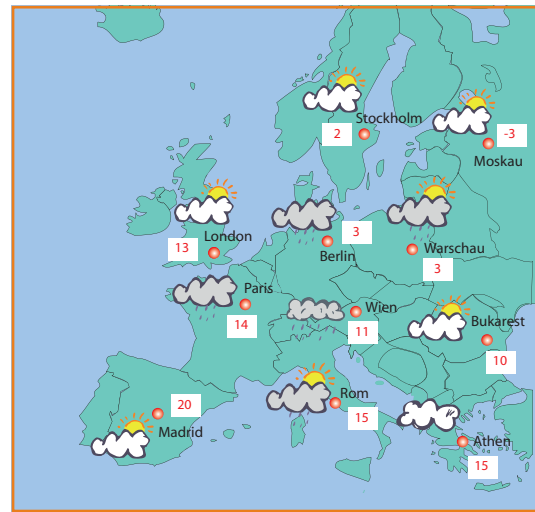 Stockholm
2
-3
Moskau
13
London
3
Berlin
Warschau
3
Paris
14
Wien
11
Bukarest
10
20
Madrid
Rom
15
Athen
15